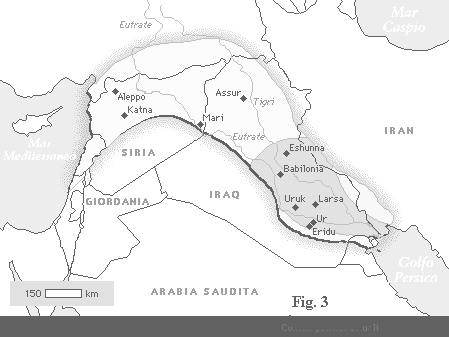 Eufrate
Mar
Caspio
Aleppo
Katna
Assur
Tigri
Mari
Eufrate
Mar
Mediterraneo
SIRIA
IRAN
Eshunna
Babilonia
GIORDANIA
IRAQ
Uruk
Larsa
Ur
Eridu
Golfo
Persico
150 km
ARABIA SAUDITA
Fig. 3